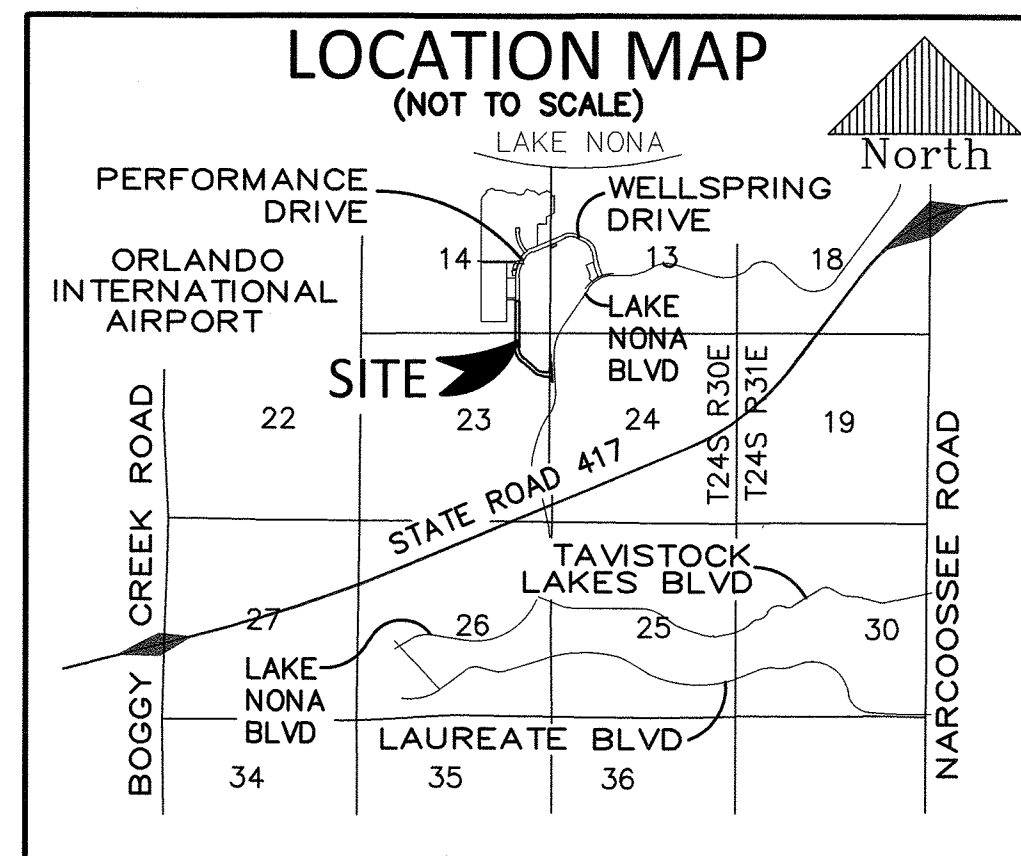 LOCATION MAP
(NOT TO SCALE)
LAKE NONA
North
PERFORMANCE
DRIVE
WELLSPRING
DRIVE
ORLANDO
INTERNATIONAL
AIRPORT
14
13
18
LAKE
NONA
BLVD
SITE
22
23
24
19
T24S R30E
T24S R31E
BOGGY CREEK ROAD
STATE ROAD 417
NARCOOSSEE ROAD
TAVISTOCK
LAKES BLVD
27
26
25
30
LAKE
NONA
BLVD
LAUREATE BLVD
34
35
36